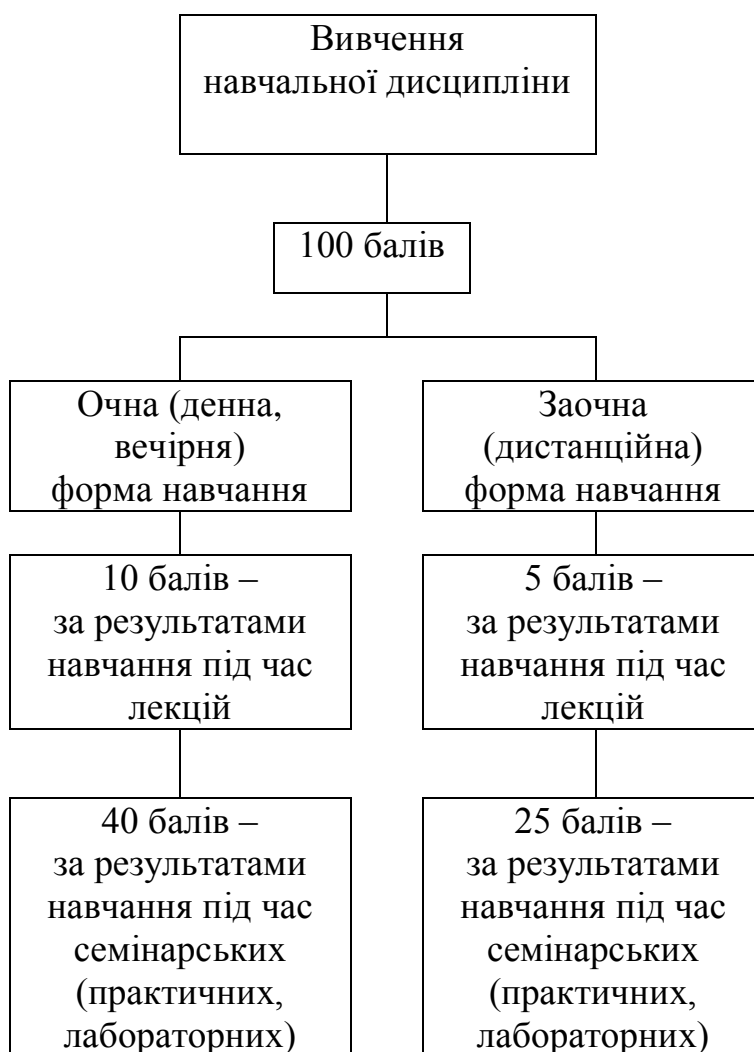 Вивчення
навчальної дисципліни
100 балів
Очна (денна,
вечірня)
форма навчання
Заочна
(дистанційна)
форма навчання
10 балів –
за результатами
навчання під час
лекцій
5 балів –
за результатами
навчання під час
лекцій
40 балів –
за результатами
навчання під час
семінарських
(практичних,
лабораторних)
25 балів –
за результатами
навчання під час
семінарських
(практичних,
лабораторних)